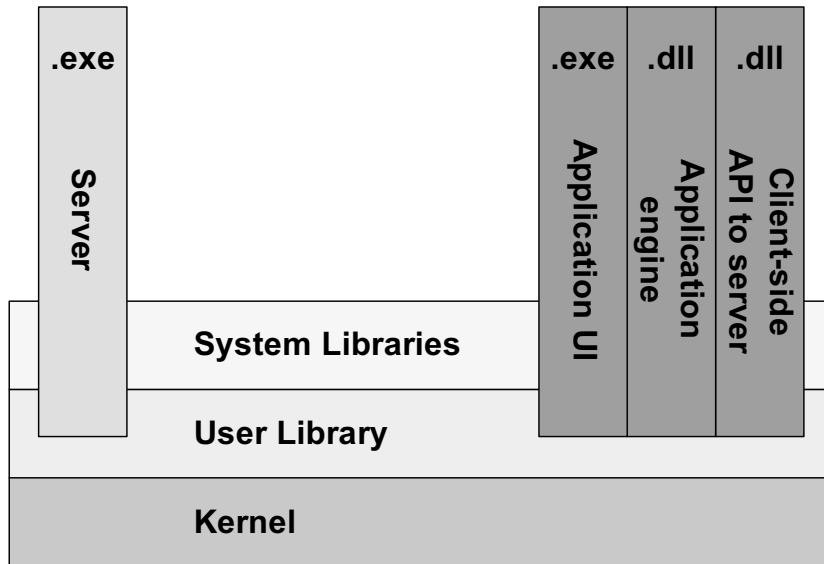 .exe
Server
.exe
Application UI
.dll
Application
engine
.dll
Client-side
API to server
System Libraries
User Library
Kernel